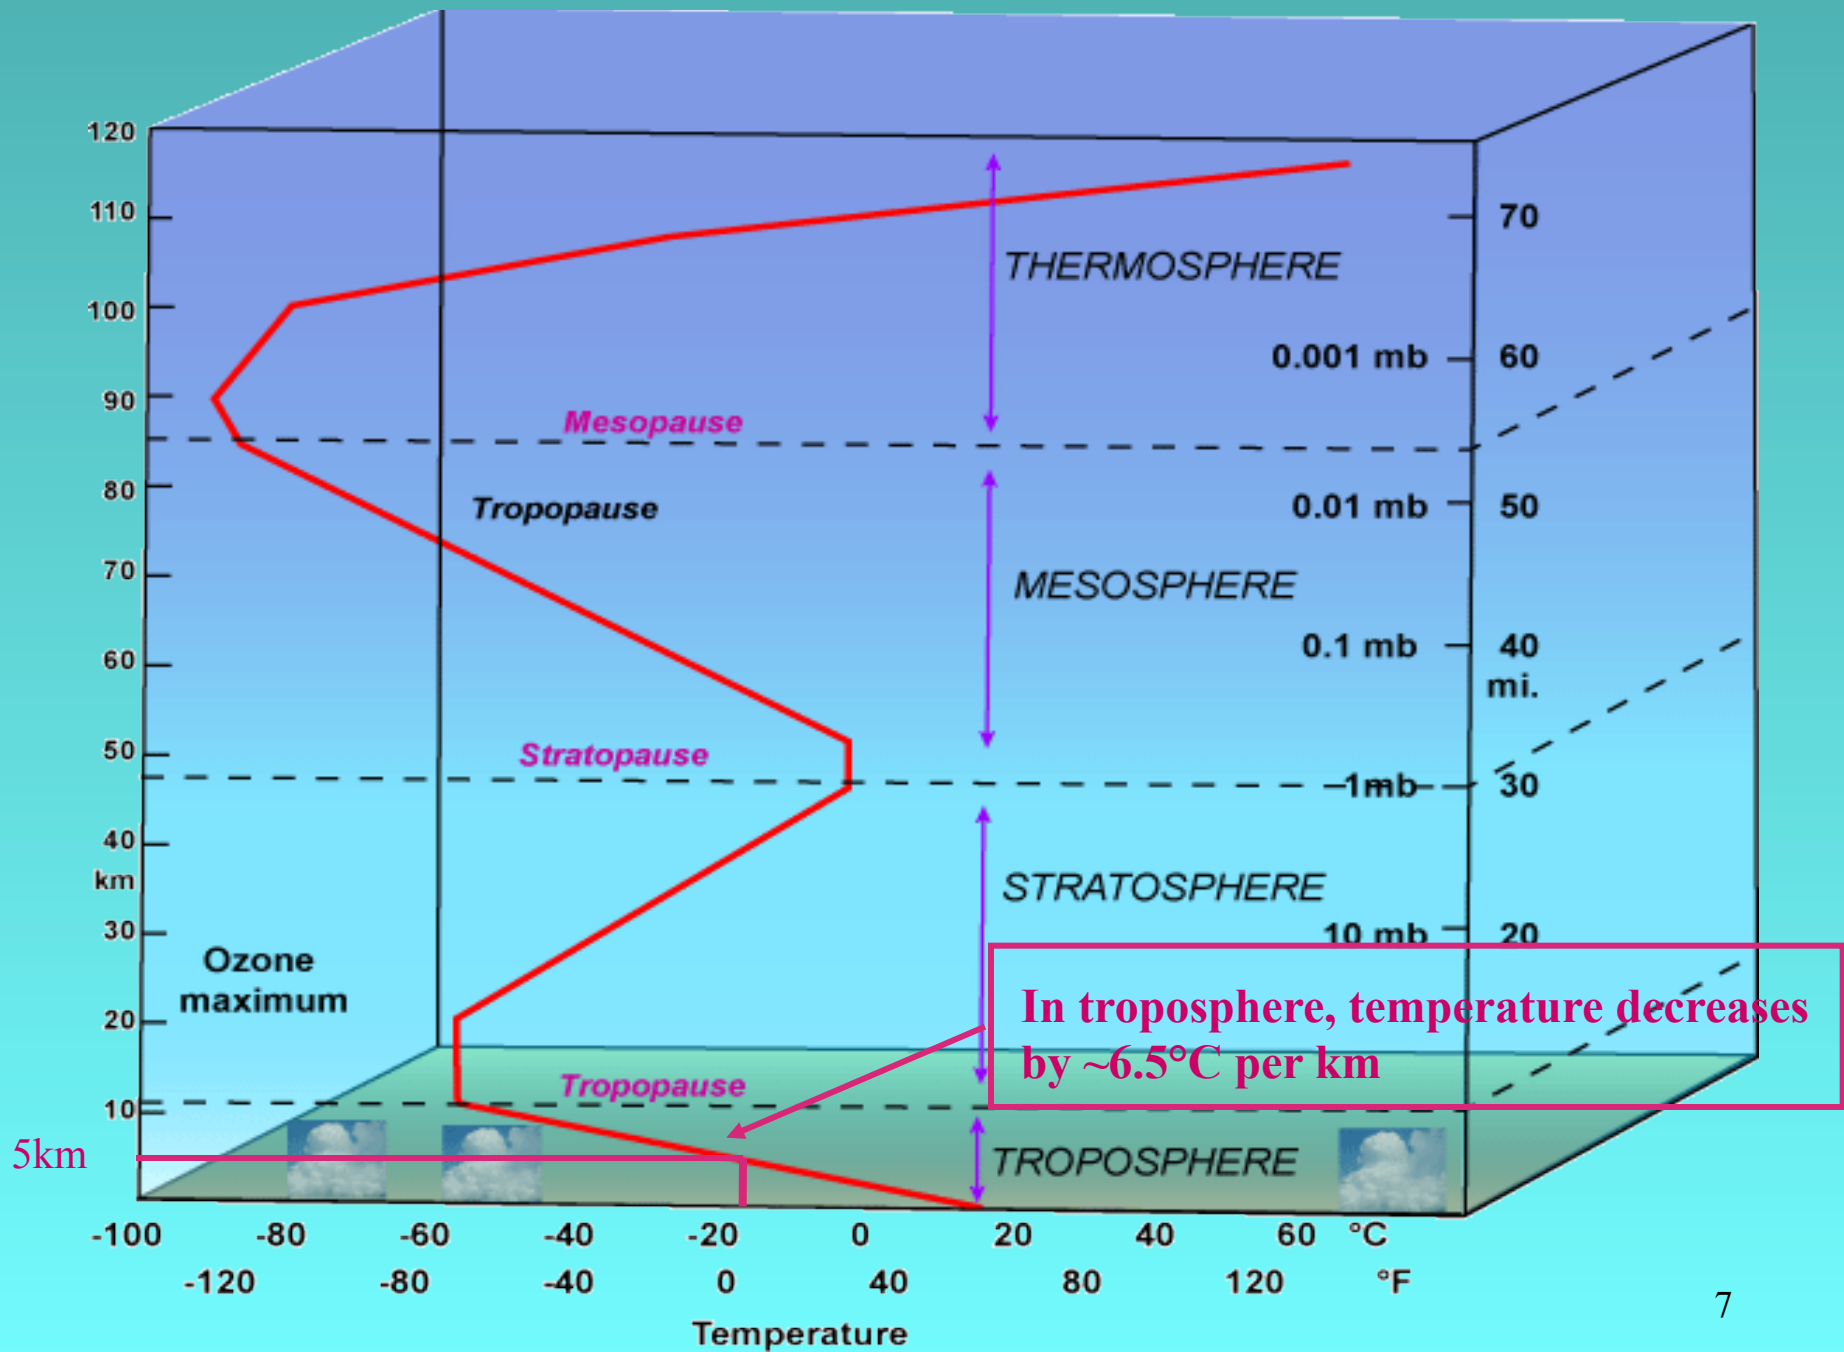 120
110
70
THERMOSPHERE
100
0.001 mb
60
90
Mesopause
80
Tropopause
0.01 mb
50
70
MESOSPHERE
60
0.1 mb
40
mi.
50
Stratopause
1mb
30
40
km
STRATOSPHERE
30
10 mb
20
Ozone
maximum
20
In troposphere, temperature decreases
by ~6.5°C per km
Tropopause
10
5km
TROPOSPHERE
-100 -80 -60 -40 -20 0 20 40 60 °C
-120 -80 -40 0 40 80 120 °F
7
Temperature